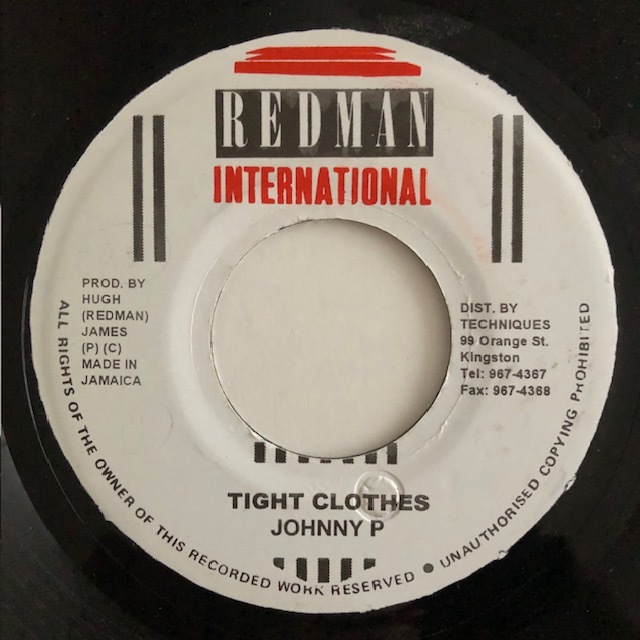 REDMAN
INTERNATIONAL
PROD. BY
HUGH
(REDMAN)
JAMES
(P) (C)
MADE IN
JAMAICA
DIST. BY
TECHNIQUES
99 Orange St.
Kingston
Tel: 967-4367
Fax: 967-4368
TIGHT CLOTHES
JOHNNY P
ALL RIGHTS OF THE OWNER OF THIS RECORDED WORK RESERVED • UNAUTHORISED COPYING PROHIBITED